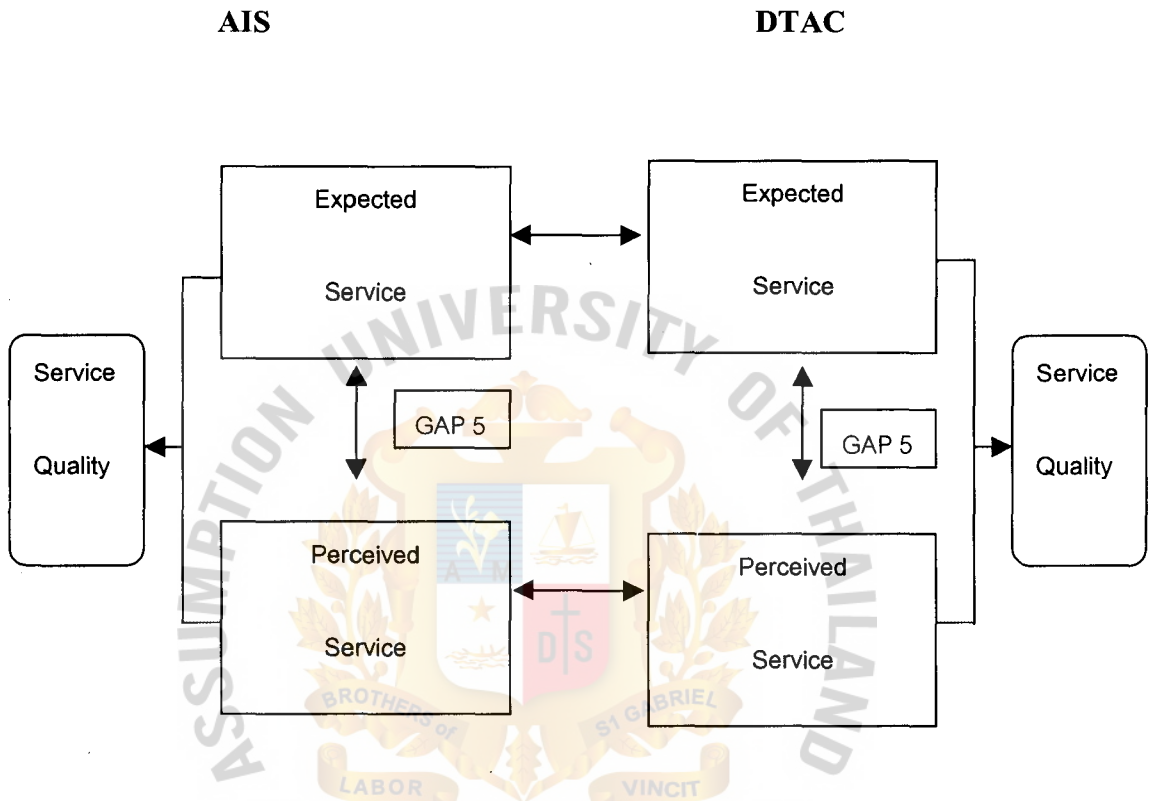 AIS
DTAC
Expected
Service
Expected
Service
Service
Quality
GAP 5
GAP 5
Service
Quality
Perceived
Service
Perceived
Service
ASSUMPTION UNIVERSITY OF THAILAND
A M
D S
BROTHERS of
S1 GABRIEL
LABOR
VINCIT